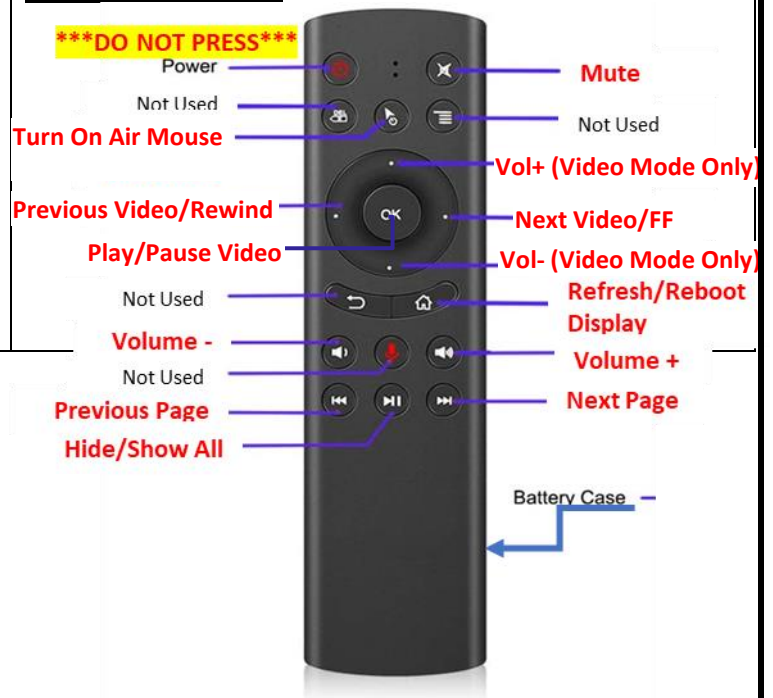 ***DO NOT PRESS***
Power
Mute
Not Used
Turn On Air Mouse
Not Used
Vol+ (Video Mode Only)
Previous Video/Rewind
OK
Next Video/FF
Play/Pause Video
Vol- (Video Mode Only)
Not Used
Refresh/Reboot
Display
Volume -
Volume +
Not Used
Previous Page
Next Page
Hide/Show All
Battery Case